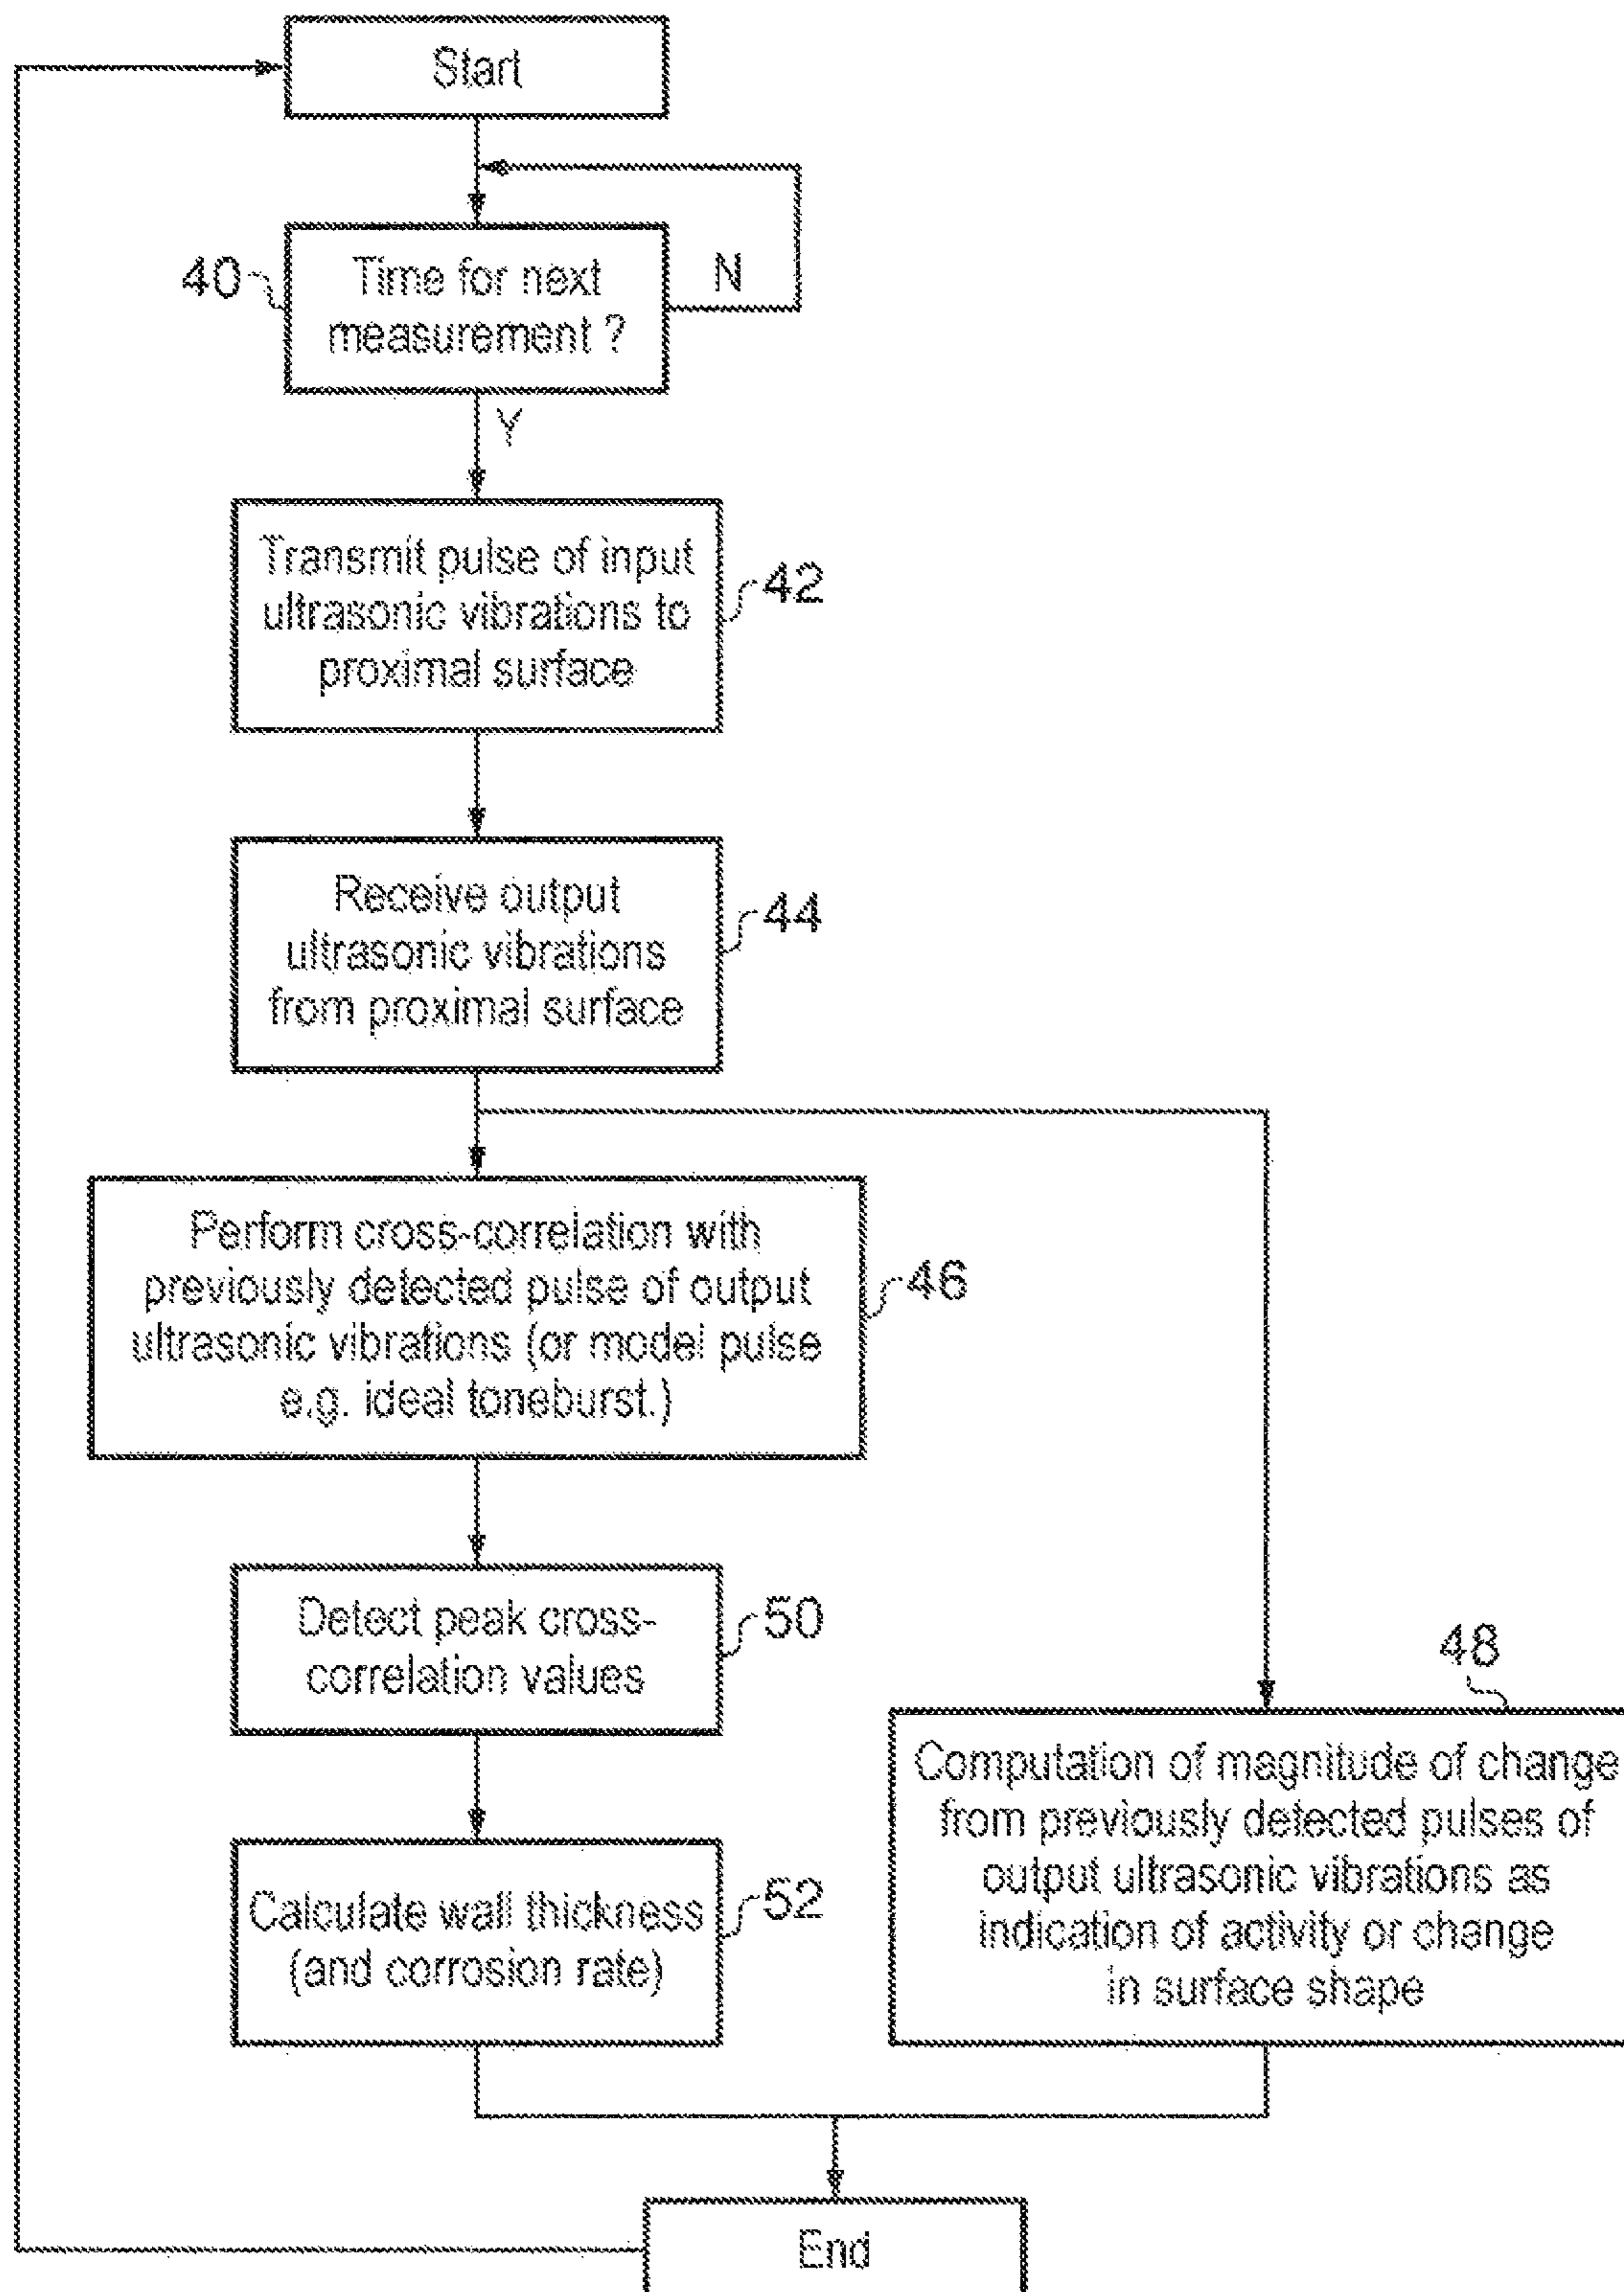 Start
40
Time for next
measurement ?
N
Y
Transmit pulse of input
ultrasonic vibrations to
proximal surface
42
Receive output
ultrasonic vibrations
from proximal surface
44
Perform cross-correlation with
previously detected pulse of output
ultrasonic vibrations (or model pulse
e.g. ideal toneburst.)
46
Detect peak cross-
correlation values
50
48
Computation of magnitude of change
from previously detected pulses of
output ultrasonic vibrations as
indication of activity or change
in surface shape
Calculate wall thickness
(and corrosion rate)
52
End